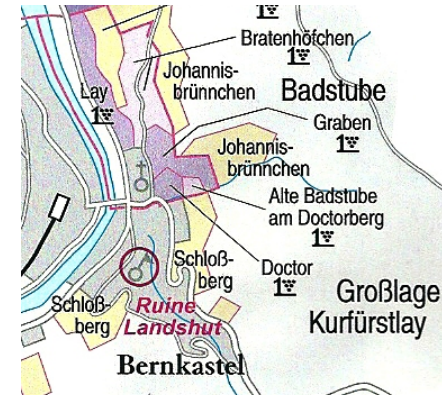 1
Bratenhöfchen
1
Johannis-
brünnchen
Badstube
Lay
1
Graben
1
Johannis-
brünnchen
Alte Badstube
am Doctorberg
1
Schloß-
berg
Doctor
1
Schloß-
berg
Ruine
Landshut
Großlage
Kurfürstlay
Bernkastel